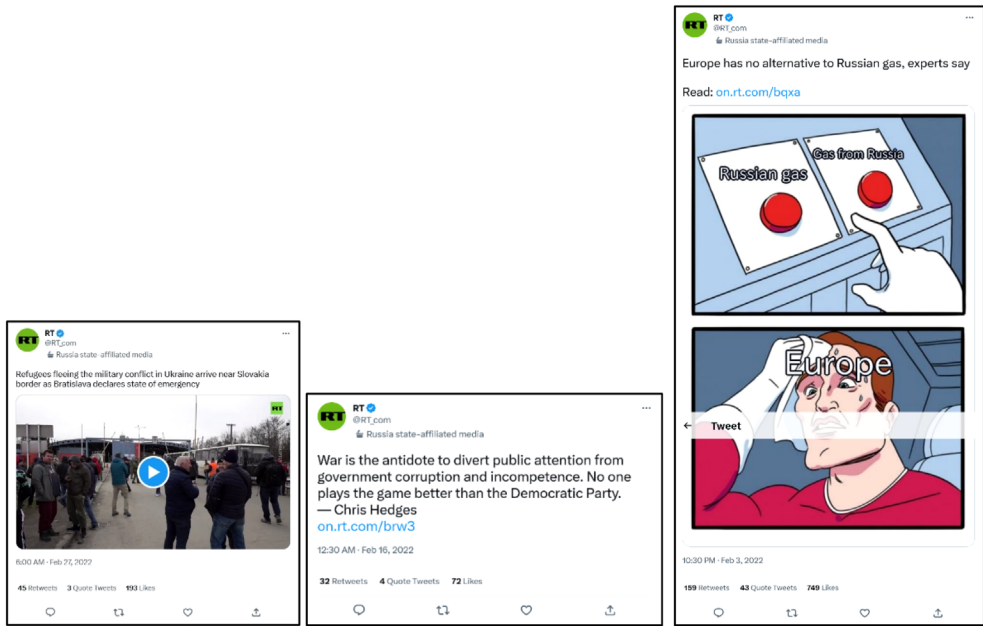 RT
RT
@RT_com
Russia state-affiliated media
Refugees fleeing the military conflict in Ukraine arrive near Slovakia
border as Bratislava declares state of emergency
RT
6:00 AM · Feb 27, 2022
45 Retweets 3 Quote Tweets 193 Likes
RT
RT
@RT_com
Russia state-affiliated media
War is the antidote to divert public attention from
government corruption and incompetence. No one
plays the game better than the Democratic Party.
— Chris Hedges
on.rt.com/brw3
12:30 AM · Feb 16, 2022
32 Retweets 4 Quote Tweets 72 Likes
RT
RT
@RT_com
Russia state-affiliated media
Europe has no alternative to Russian gas, experts say
Read: on.rt.com/bqxa
Gas from Russia
Russian gas
Europe
Tweet
10:30 PM · Feb 3, 2022
159 Retweets 43 Quote Tweets 749 Likes